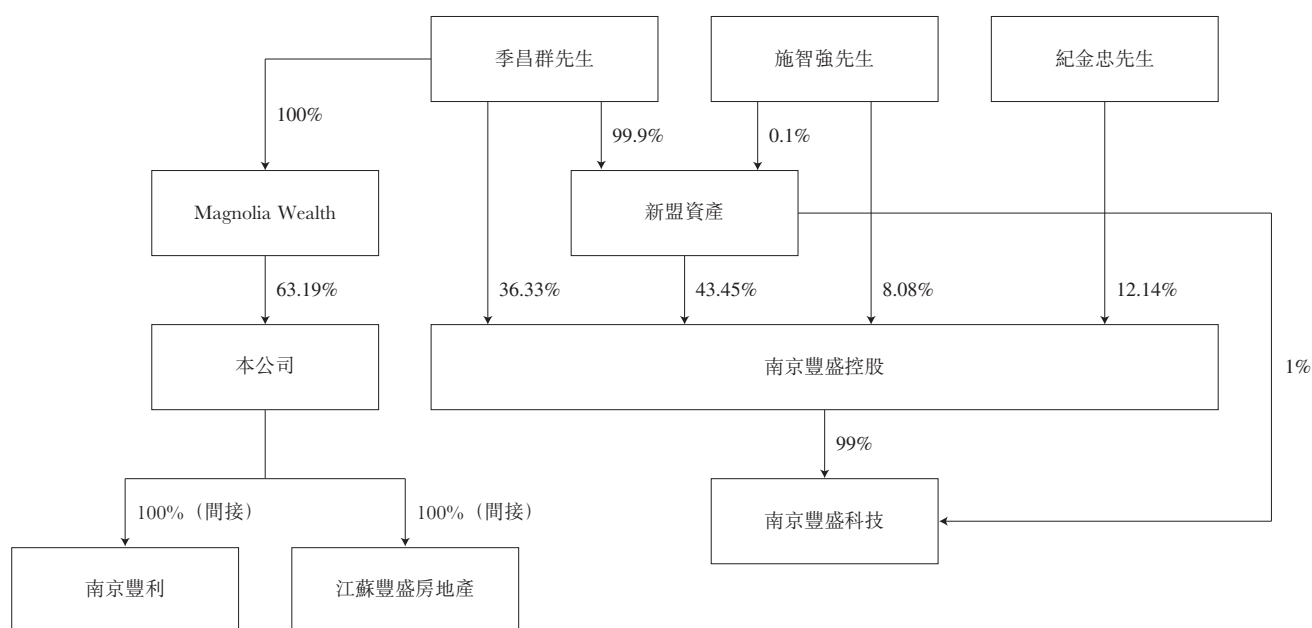 季昌群先生
施智強先生
紀金忠先生
100%
99.9%
0.1%
Magnolia Wealth
新盟資產
63.19%
36.33%
43.45%
8.08%
12.14%
本公司
南京豐盛控股
1%
99%
100%（間接）
100%（間接）
南京豐盛科技
南京豐利
江蘇豐盛房地產